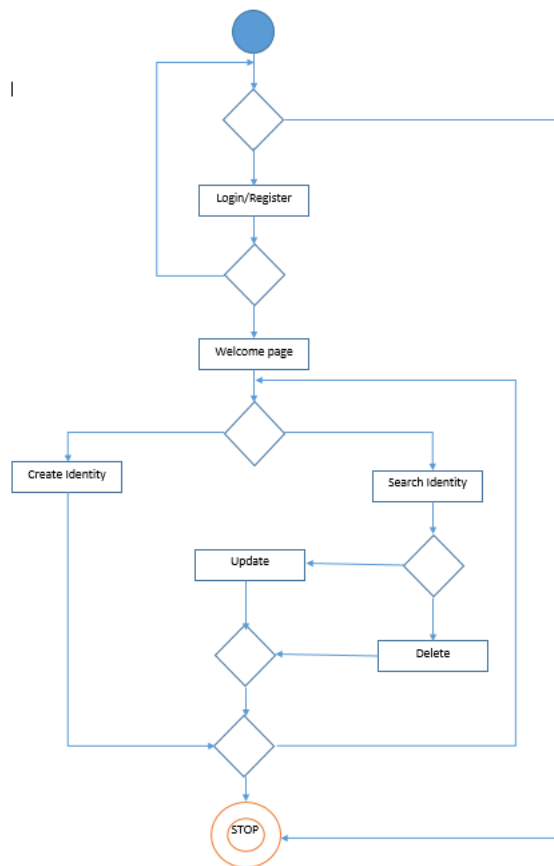 Login/Register
Welcome page
Create Identity
Search Identity
Update
Delete
STOP